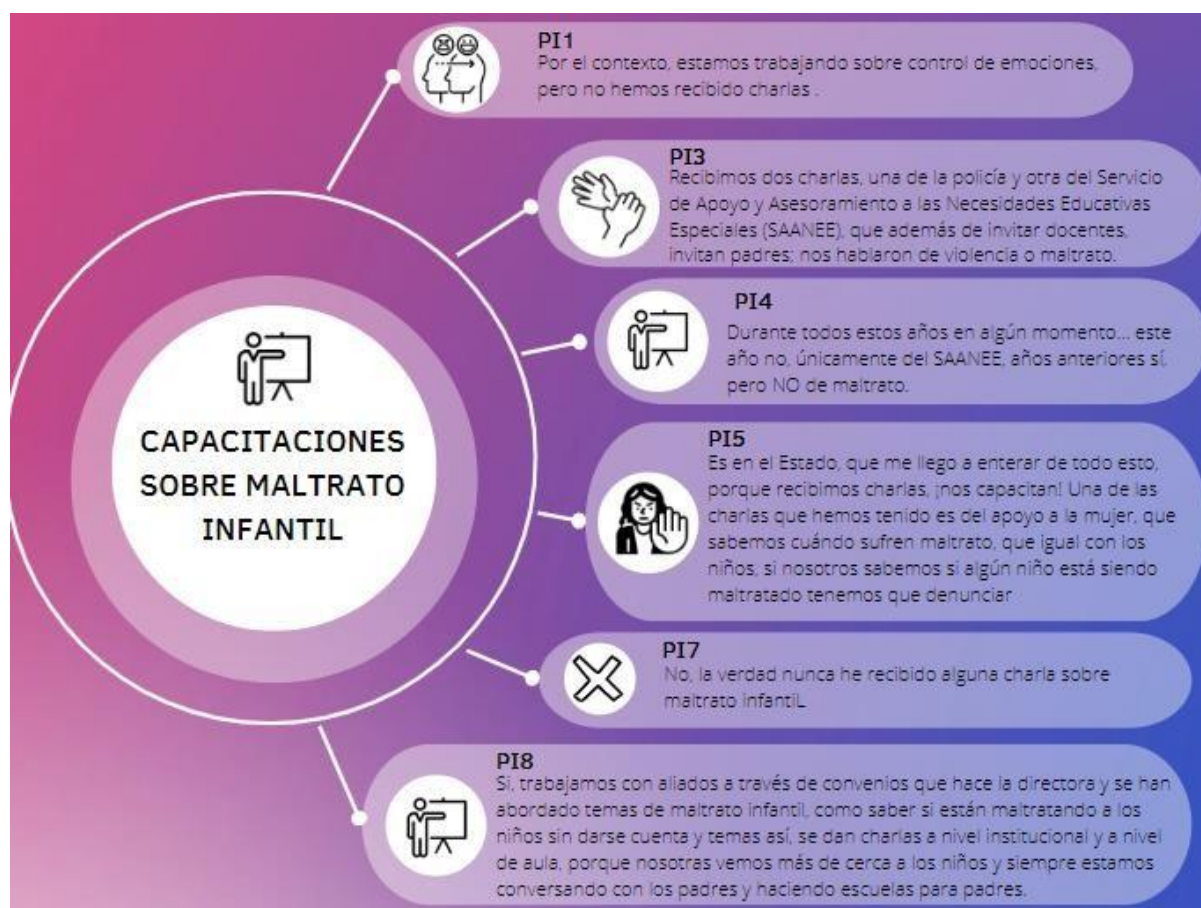 CAPACITACIONES
SOBRE MALTRATO
INFANTIL
PI1
Por el contexto, estamos trabajando sobre control de emociones,
pero no hemos recibido charlas .
PI3
Recibimos dos charlas, una de la policía y otra del Servicio
de Apoyo y Asesoramiento a las Necesidades Educativas
Especiales (SAANEE), que además de invitar docentes,
invitan padres; nos hablaron de violencia o maltrato.
PI4
Durante todos estos años en algún momento... este
año no, únicamente del SAANEE, años anteriores sí,
pero NO de maltrato.
PI5
Es en el Estado, que me llego a enterar de todo esto,
porque recibimos charlas, ¡nos capacitan! Una de las
charlas que hemos tenido es del apoyo a la mujer, que
sabemos cuándo sufren maltrato, que igual con los
niños, si nosotros sabemos si algún niño está siendo
maltratado tenemos que denunciar
PI7
No, la verdad nunca he recibido alguna charla sobre
maltrato infantil.
PI8
Si, trabajamos con aliados a través de convenios que hace la directora y se han
abordado temas de maltrato infantil, como saber si están maltratando a los
niños sin darse cuenta y temas así, se dan charlas a nivel institucional y a nivel
de aula, porque nosotras vemos más de cerca a los niños y siempre estamos
conversando con los padres y haciendo escuelas para padres.